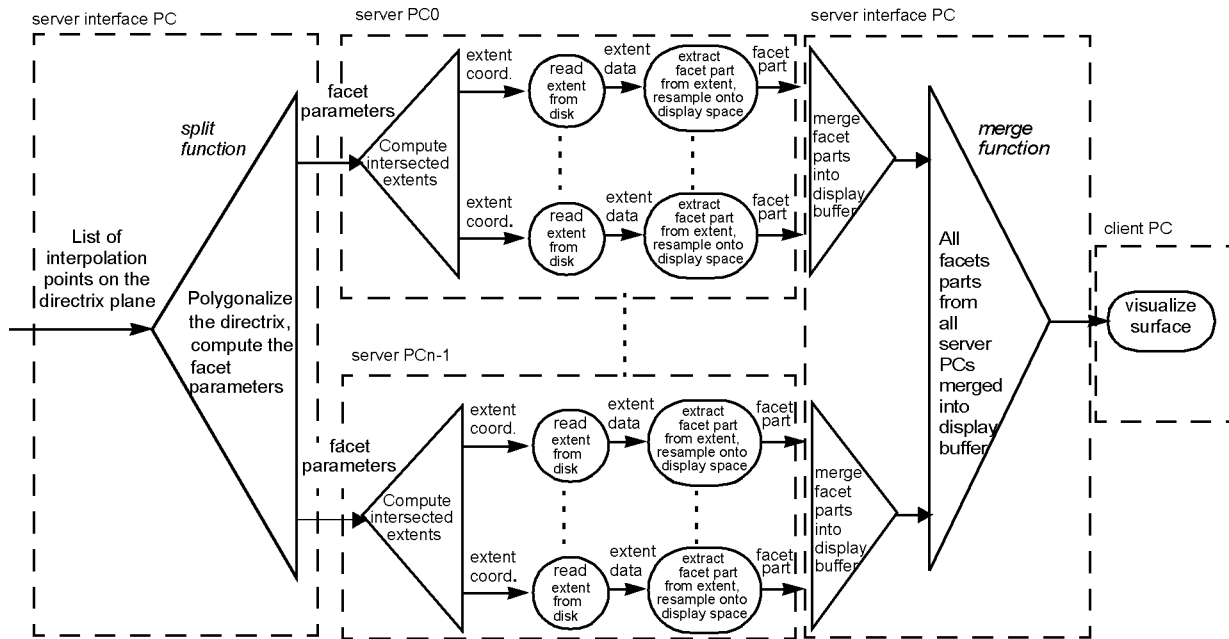 server interface PC
split
function
List of
interpolation
points on the
directrix plane
Polygonalize
the directrix,
compute the
facet
parameters
facet
parameters
facet
parameters
server PC0
Compute
intersected
extents
extent
coord.
read
extent
from
disk
extent
data
extract
facet part
from extent,
resample onto
display space
facet
part
extent
coord.
read
extent
from
disk
extent
data
extract
facet part
from extent,
resample onto
display space
facet
part
server PCn-1
Compute
intersected
extents
extent
coord.
read
extent
from
disk
extent
data
extract
facet part
from extent,
resample onto
display space
facet
part
extent
coord.
read
extent
from
disk
extent
data
extract
facet part
from extent,
resample onto
display space
facet
part
server interface PC
merge
facet
parts
into
display
buffer
merge
facet
parts
into
display
buffer
merge
function
All
facets
parts
from
all
server
PCs
merged
into
display
buffer
client PC
visualize
surface